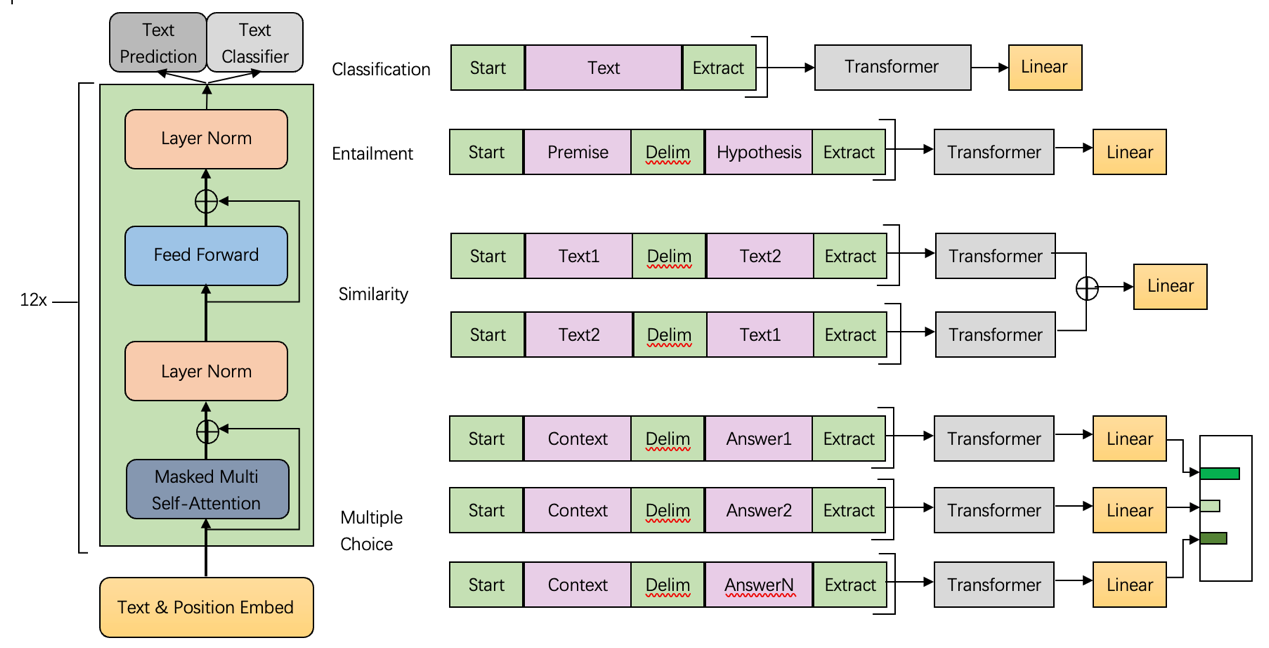 Text
Prediction
Text
Classifier
Layer Norm
Feed Forward
12x
Layer Norm
Masked Multi
Self-Attention
Text & Position Embed
Classification
Start Text Extract Transformer Linear
Entailment
Start Premise Delim Hypothesis Extract Transformer Linear
Similarity
Start Text1 Delim Text2 Extract Transformer
Linear
Start Text2 Delim Text1 Extract Transformer
Multiple
Choice
Start Context Delim Answer1 Extract Transformer Linear
Start Context Delim Answer2 Extract Transformer Linear
Start Context Delim AnswerN Extract Transformer Linear